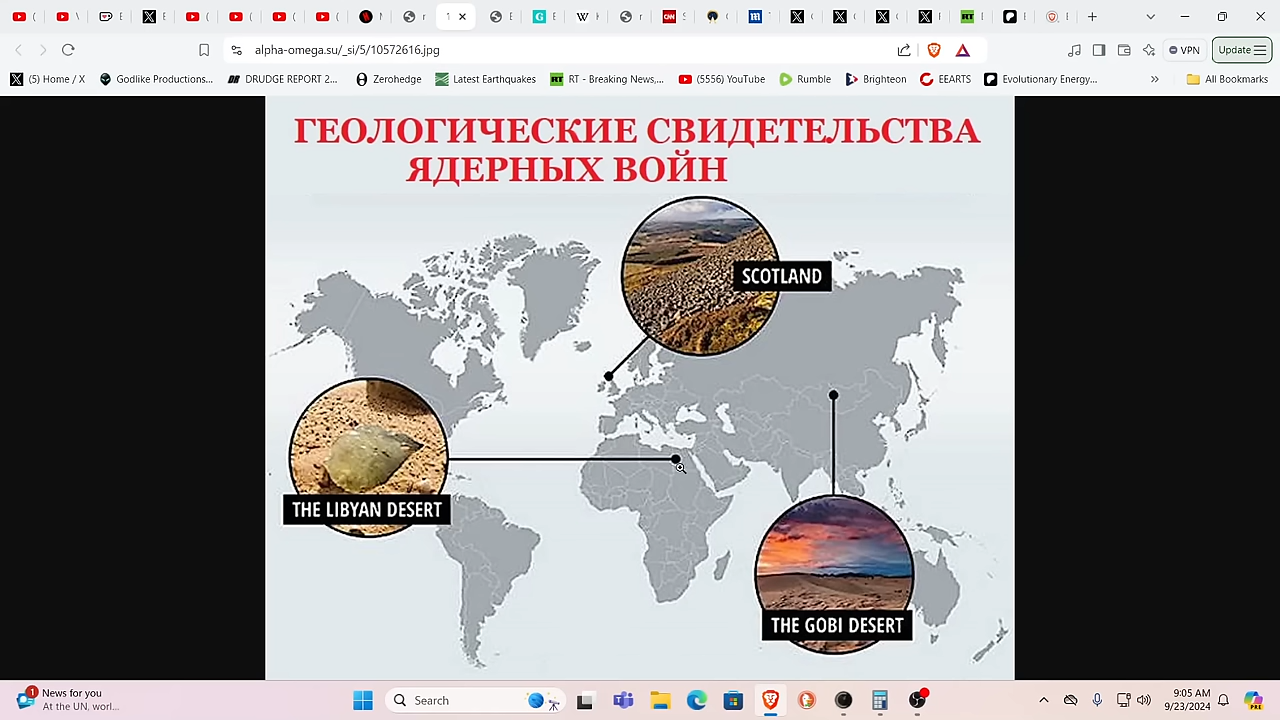 alpha-omega.su/_si/5/10572616.jpg
VPN
Update
(5) Home / X
Godlike Productions...
DRUDGE REPORT 2...
Zerohedge
Latest Earthquakes
RT - Breaking News,...
(5556) YouTube
Rumble
Brighteon
EEARTS
Evolutionary Energy...
All Bookmarks
ГЕОЛОГИЧЕСКИЕ СВИДЕТЕЛЬСТВА
ЯДЕРНЫХ ВОЙН
SCOTLAND
THE LIBYAN DESERT
THE GOBI DESERT
1
News for you
At the UN, worl...
Search
9:05 AM
9/23/2024